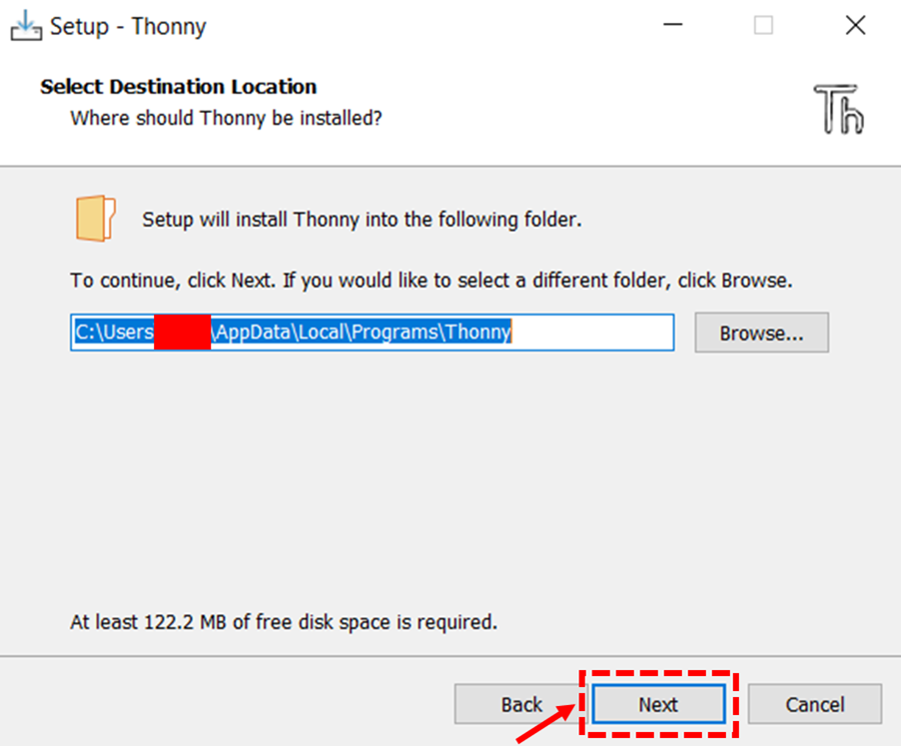 Setup - Thonny
Select Destination Location
Where should Thonny be installed?
Th
Setup will install Thonny into the following folder.
To continue, click Next. If you would like to select a different folder, click Browse.
C:\Users \AppData\Local\Programs\Thonny
Browse...
At least 122.2 MB of free disk space is required.
Back
Next
Cancel